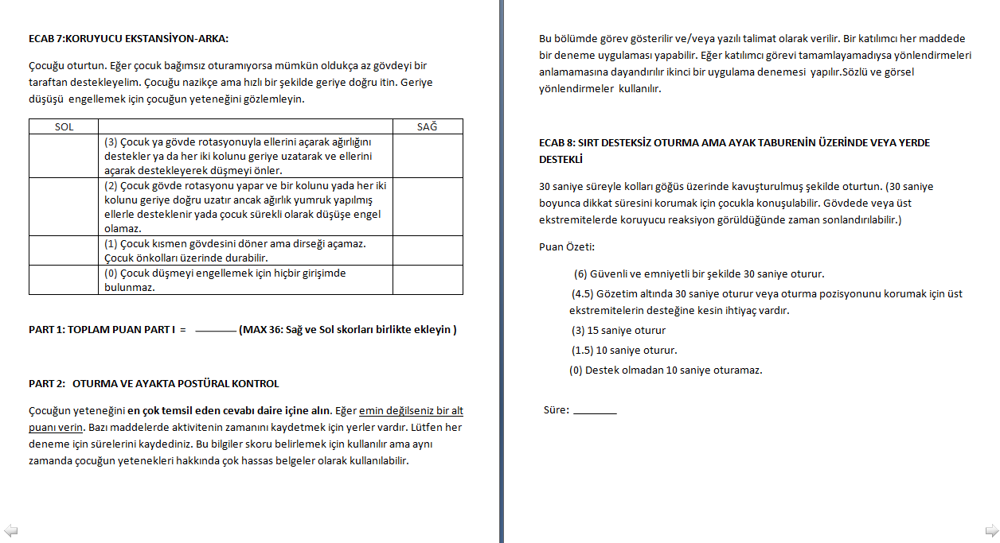 ECAB 7:KORUYUCU EKSTANSİYON-ARKA:
Çocuğu oturtun. Eğer çocuk bağımsız oturamıyorsa mümkün oldukça az gövdeyi bir
taraftan destekleyelim. Çocuğu nazikçe ama hızlı bir şekilde geriye doğru itin. Geriye
düşüşü engellemek için çocuğun yeteneğini gözlemleyin.
SOL SAĞ
(3) Çocuk ya gövde rotasyonuyla ellerini açarak ağırlığını
destekler ya da her iki kolunu geriye uzatarak ve ellerini
açarak destekleyerek düşmeyi önler.
(2) Çocuk gövde rotasyonu yapar ve bir kolunu yada her iki
kolunu geriye doğru uzatır ancak ağırlık yumruk yapılmış
ellerle desteklenir yada çocuk sürekli olarak düşüşe engel
olamaz.
(1) Çocuk kısmen gövdesini döner ama dirseği açamaz.
Çocuk önkolları üzerinde durabilir.
(0) Çocuk düşmeyi engellemek için hiçbir girişimde
bulunmaz.
PART 1: TOPLAM PUAN PART I = _______ (MAX 36: Sağ ve Sol skorları birlikte ekleyin )
PART 2: OTURMA VE AYAKTA POSTÜRAL KONTROL
Çocuğun yeteneğini en çok temsil eden cevabı daire içine alın. Eğer emin değilseniz bir alt
puanı verin. Bazı maddelerde aktivitenin zamanını kaydetmek için yerler vardır. Lütfen her
deneme için sürelerini kaydediniz. Bu bilgiler skoru belirlemek için kullanılır ama aynı
zamanda çocuğun yetenekleri hakkında çok hassas belgeler olarak kullanılabilir.
Bu bölümde görev gösterilir ve/veya yazılı talimat olarak verilir. Bir katılımcı her maddede
bir deneme uygulaması yapabilir. Eğer katılımcı görevi tamamlayamadıysa yönlendirmeleri
anlamamasına dayandırılır ikinci bir uygulama denemesi yapılır.Sözlü ve görsel
yönlendirmeler kullanılır.
ECAB 8: SIRT DESTEKSİZ OTURMA AMA AYAK TABURENİN ÜZERİNDE VEYA YERDE
DESTEKLİ
30 saniye süreyle kolları göğüs üzerinde kavuşturulmuş şekilde oturtun. (30 saniye
boyunca dikkat süresini korumak için çocukla konuşulabilir. Gövdede veya üst
ekstremitelerde koruyucu reaksiyon görüldüğünde zaman sonlandırılabilir.)
Puan Özeti:
(6) Güvenli ve emniyetli bir şekilde 30 saniye oturur.
(4.5) Gözetim altında 30 saniye oturur veya oturma pozisyonunu korumak için üst
ekstremitelerin desteğine kesin ihtiyaç vardır.
(3) 15 saniye oturur
(1.5) 10 saniye oturur.
(0) Destek olmadan 10 saniye oturamaz.
Süre: _______